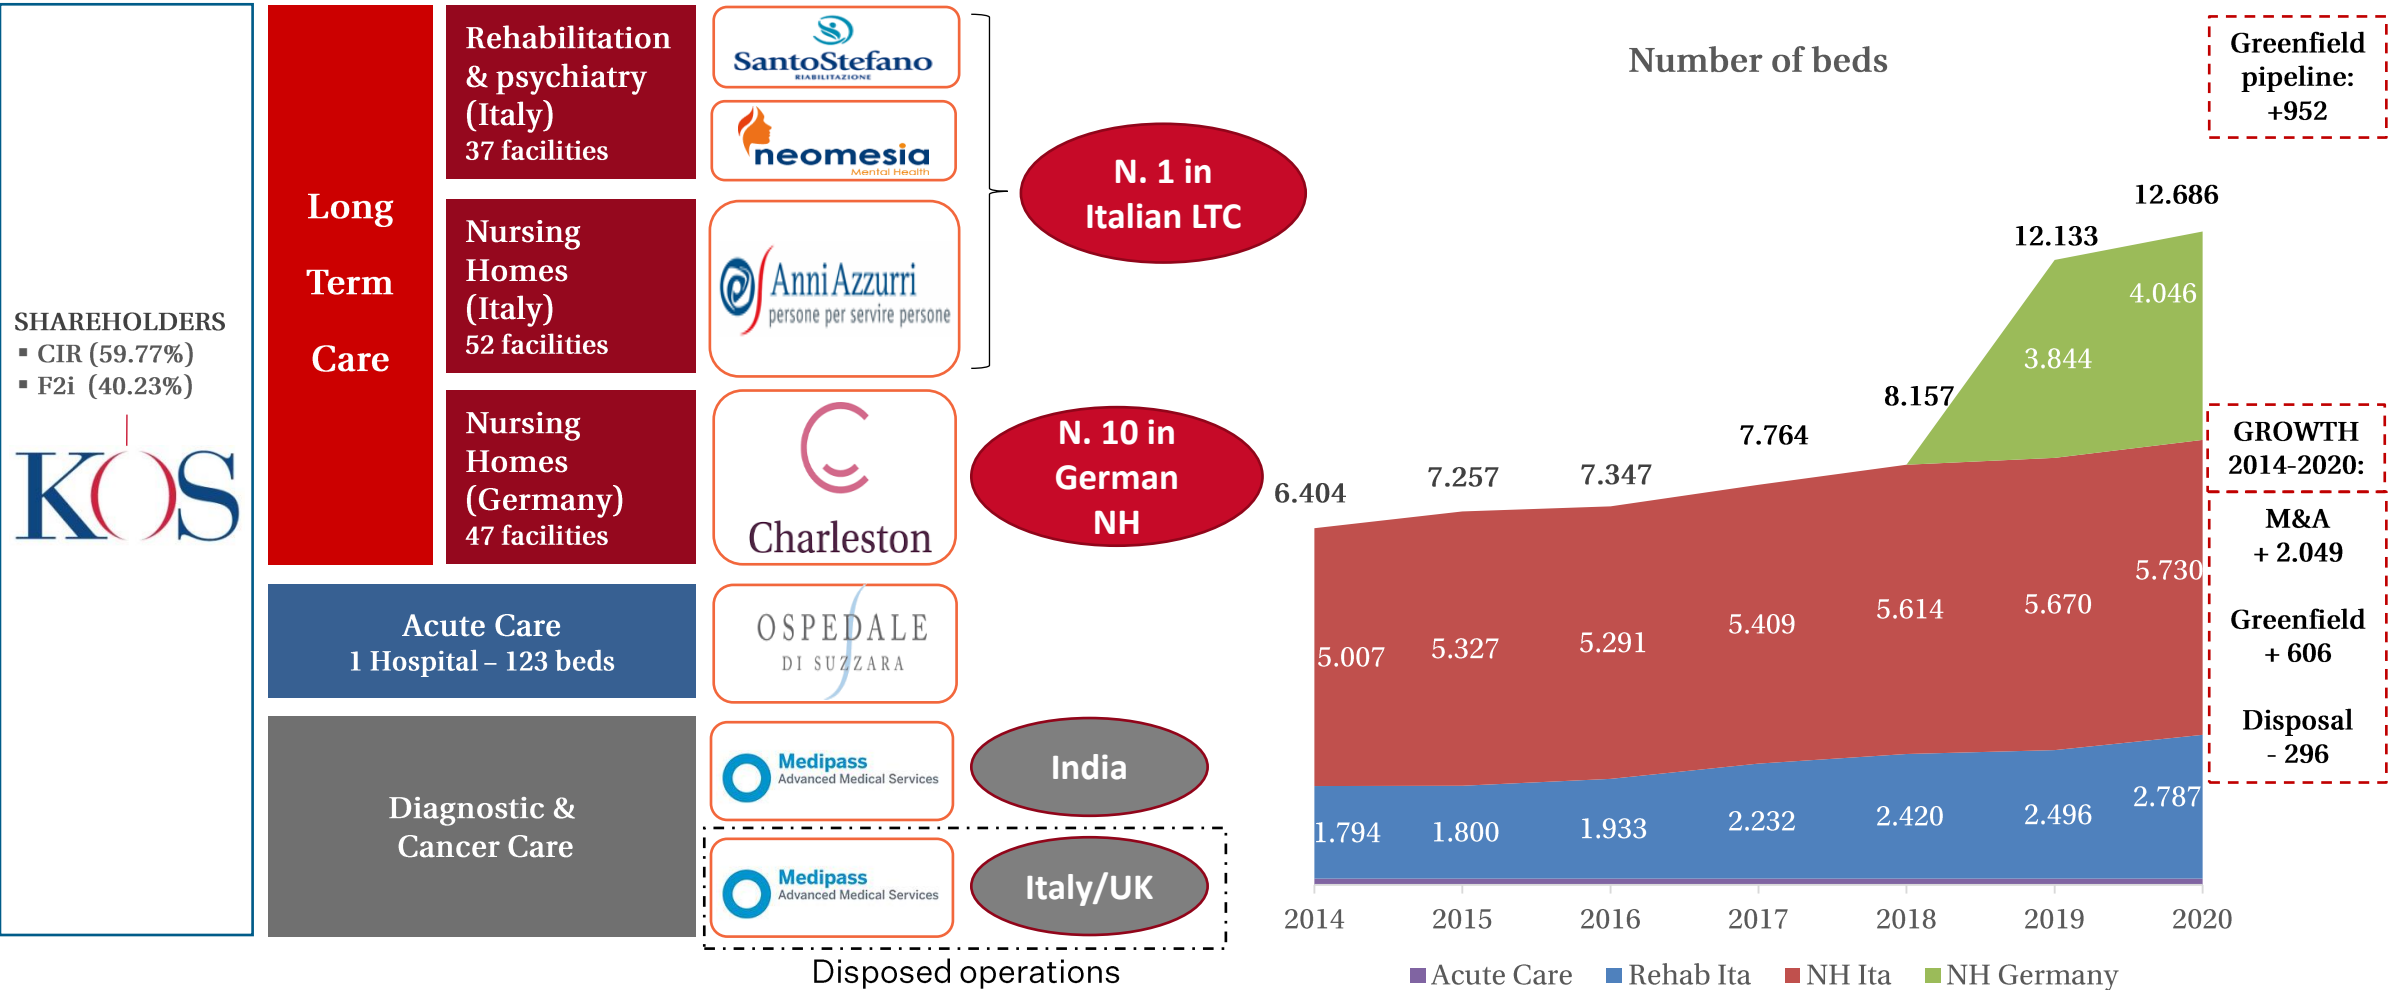 SHAREHOLDERS
▪ CIR (59.77%)
▪ F2i (40.23%)
KOS
Long
Term
Care
Rehabilitation
& psychiatry
(Italy)
37 facilities
Nursing
Homes
(Italy)
52 facilities
Nursing
Homes
(Germany)
47 facilities
Acute Care
1 Hospital – 123 beds
Diagnostic &
Cancer Care
SantoStefano
RIABILITAZIONE
neomesia
Mental Health
Anni Azzurri
persone per servire persone
Charleston
OSPEDALE
DI SUZZARA
Medipass
Advanced Medical Services
Medipass
Advanced Medical Services
N. 1 in
Italian LTC
N. 10 in
German
NH
India
Italy/UK
Disposed operations
Number of beds
6.404
7.257
7.347
7.764
8.157
12.133
12.686
3.844
4.046
5.007
5.327
5.291
5.409
5.614
5.670
5.730
1.794
1.800
1.933
2.232
2.420
2.496
2.787
2014
2015
2016
2017
2018
2019
2020
Acute Care
Rehab Ita
NH Ita
NH Germany
Greenfield
pipeline:
+952
GROWTH
2014-2020:
M&A
+ 2.049
Greenfield
+ 606
Disposal
- 296